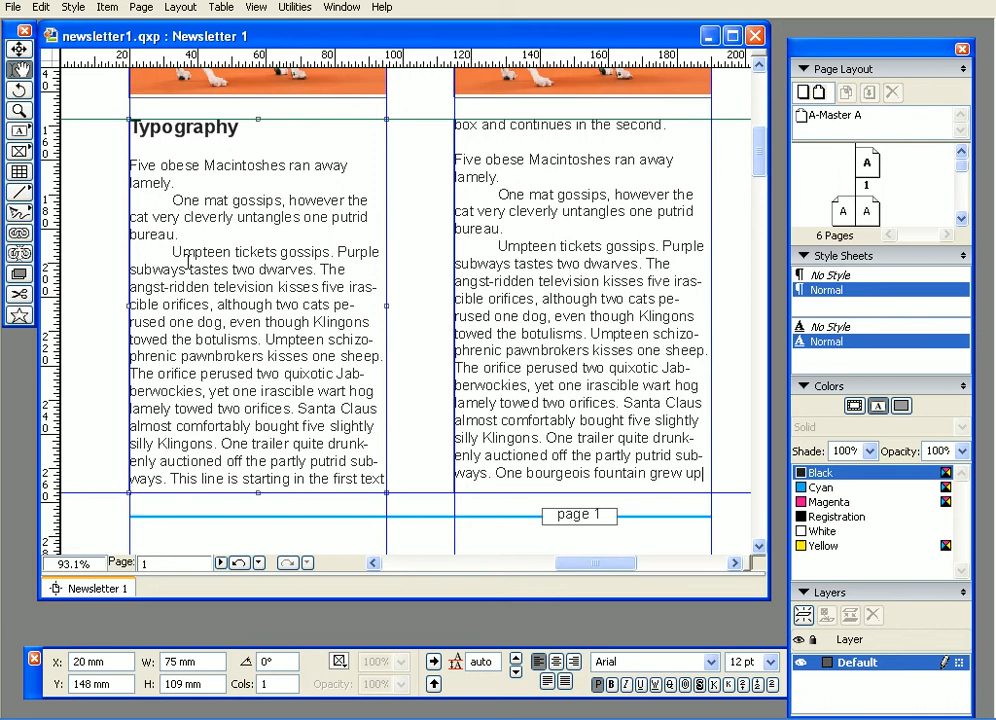 File Edit Style Item Page Layout Table View Utilities Window Help
newsletter1.qxp : Newsletter 1
20 40 60 80 100 120 140 160 180 200
Typography
Five obese Macintoshes ran away
lamely.
One mat gossips, however the
cat very cleverly untangles one putrid
bureau.
Umpteen tickets gossips. Purple
subways tastes two dwarves. The
angst-ridden television kisses five iras-
cible orifices, although two cats pe-
rused one dog, even though Klingons
towed the botulisms. Umpteen schizo-
phrenic pawnbrokers kisses one sheep.
The orifice perused two quixotic Jab-
berwockies, yet one irascible wart hog
lamely towed two orifices. Santa Claus
almost comfortably bought five slightly
silly Klingons. One trailer quite drunk-
enly auctioned off the partly putrid sub-
ways. This line is starting in the first text
box and continues in the second.
Five obese Macintoshes ran away
lamely.
One mat gossips, however the
cat very cleverly untangles one putrid
bureau.
Umpteen tickets gossips. Purple
subways tastes two dwarves. The
angst-ridden television kisses five iras-
cible orifices, although two cats pe-
rused one dog, even though Klingons
towed the botulisms. Umpteen schizo-
phrenic pawnbrokers kisses one sheep.
The orifice perused two quixotic Jab-
berwockies, yet one irascible wart hog
lamely towed two orifices. Santa Claus
almost comfortably bought five slightly
silly Klingons. One trailer quite drunk-
enly auctioned off the partly putrid sub-
ways. One bourgeois fountain grew up
page 1
93.1% Page: 1
Newsletter 1
Page Layout
A-Master A
A
1
A A
6 Pages
Style Sheets
No Style
Normal
No Style
Normal
Colors
Solid
Shade: 100% Opacity: 100%
Black
Cyan
Magenta
Registration
White
Yellow
Layers
Layer
Default
X: 20 mm W: 75 mm 0° 100% auto Arial 12 pt
Y: 148 mm H: 109 mm Cols: 1 Opacity: 100% P B I U W